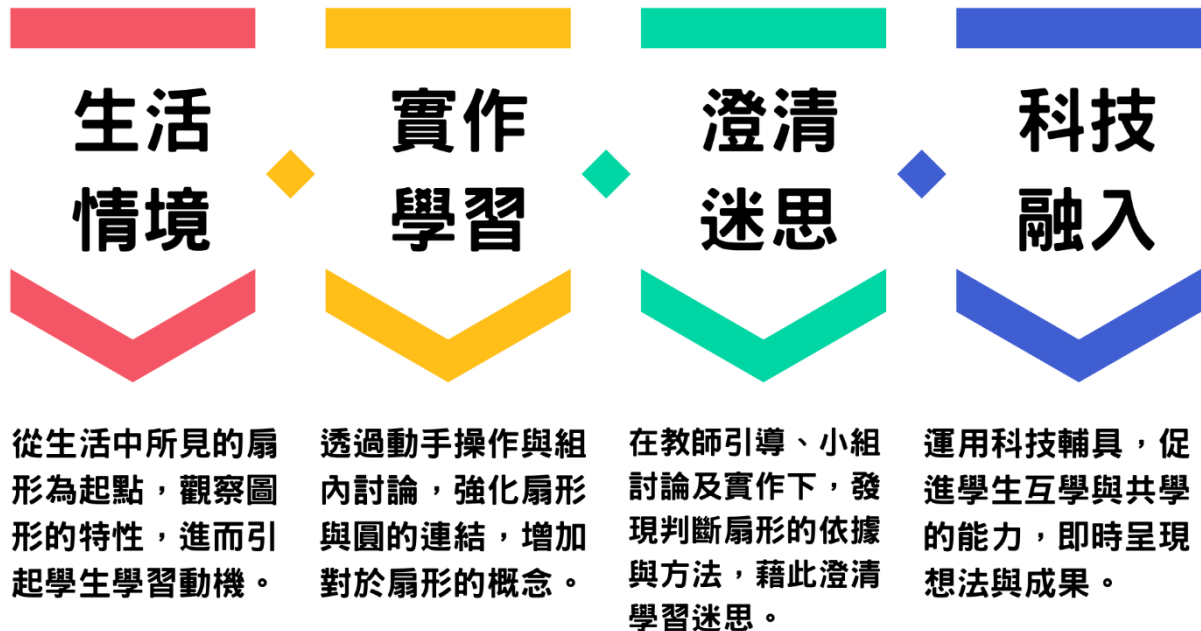 生活
情境
從生活中所見的扇
形為起點，觀察圖
形的特性，進而引
起學生學習動機。
實作
學習
透過動手操作與組
內討論，強化扇形
與圓的連結，增加
對於扇形的概念。
澄清
迷思
在教師引導、小組
討論及實作下，發
現判斷扇形的依據
與方法，藉此澄清
學習迷思。
科技
融入
運用科技輔具，促
進學生互學與共學
的能力，即時呈現
想法與成果。